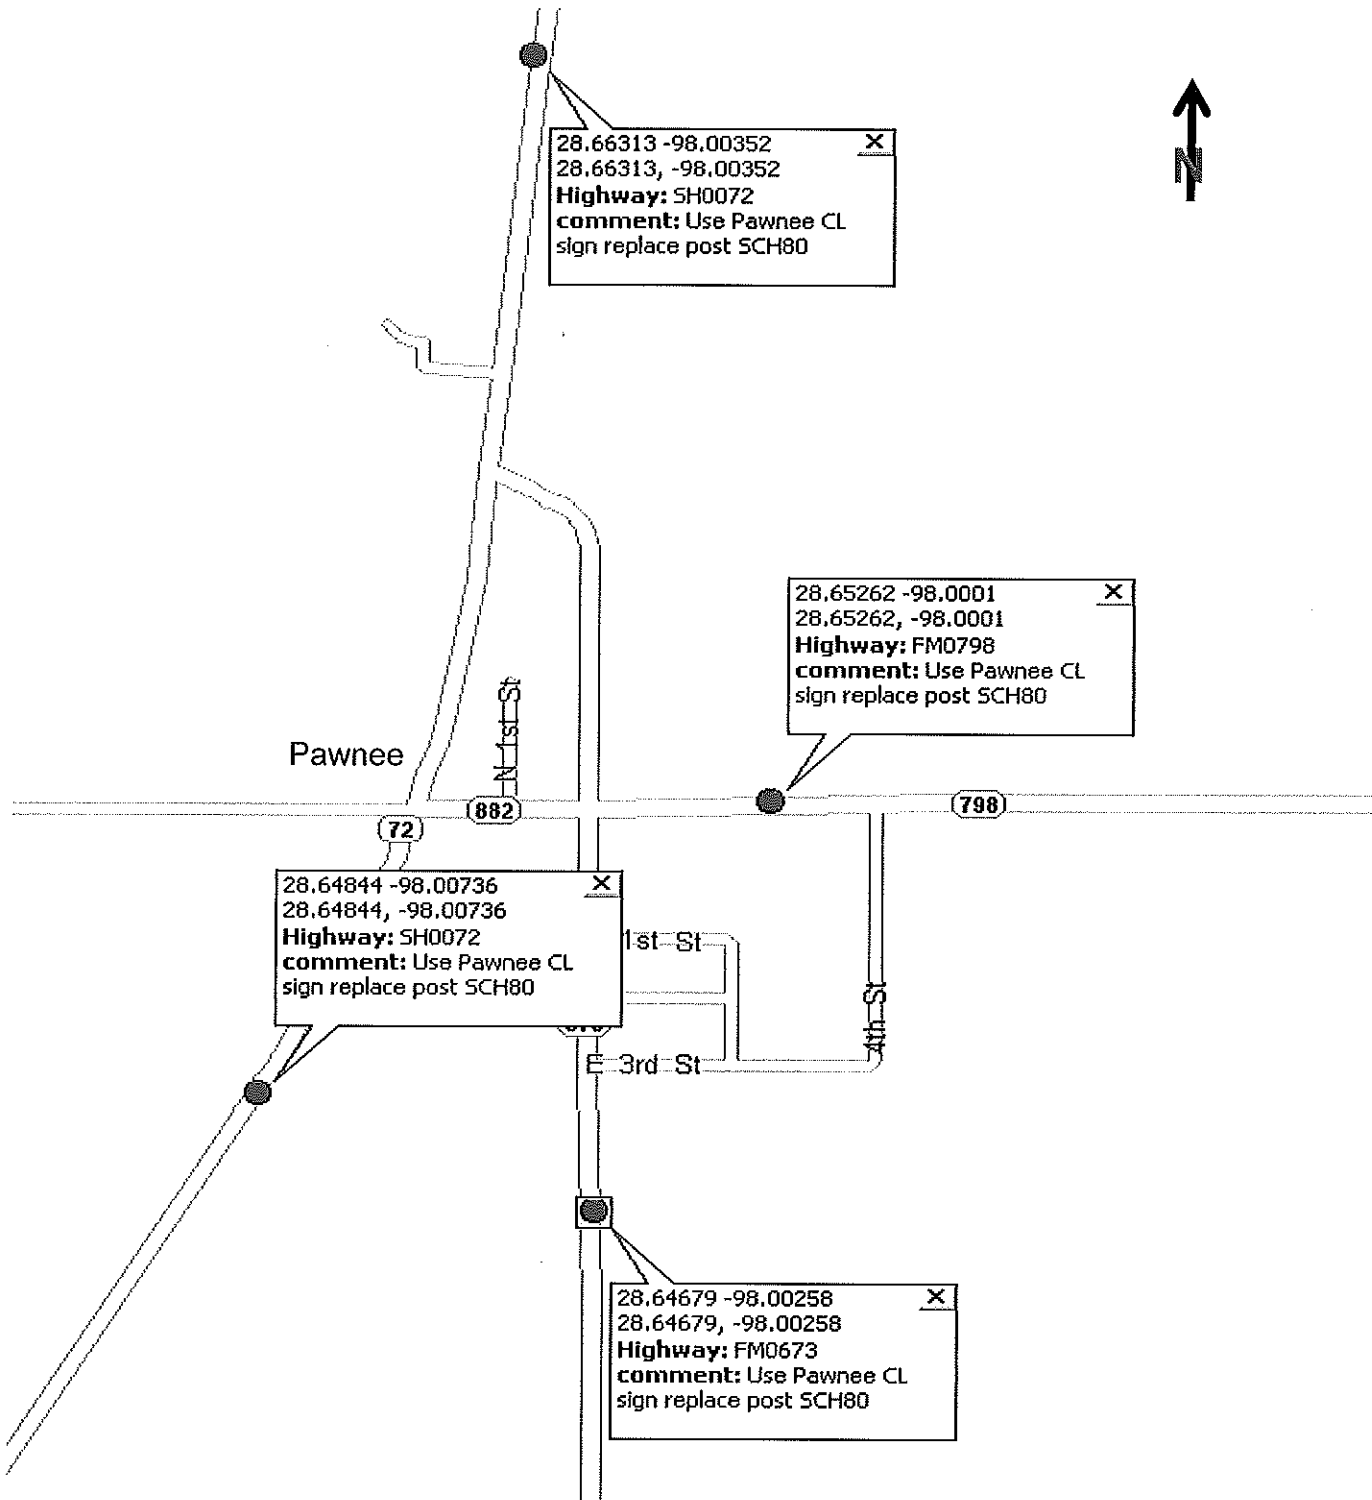 28.66313 -98.00352
28.66313, -98.00352
Highway: SH0072
comment: Use Pawnee CL
sign replace post SCH80
N
28.65262 -98.0001
28.65262, -98.0001
Highway: FM0798
comment: Use Pawnee CL
sign replace post SCH80
N 1st St
Pawnee
882
798
72
28.64844 -98.00736
28.64844, -98.00736
Highway: SH0072
comment: Use Pawnee CL
sign replace post SCH80
1st St
4th St
E 3rd St
28.64679 -98.00258
28.64679, -98.00258
Highway: FM0673
comment: Use Pawnee CL
sign replace post SCH80